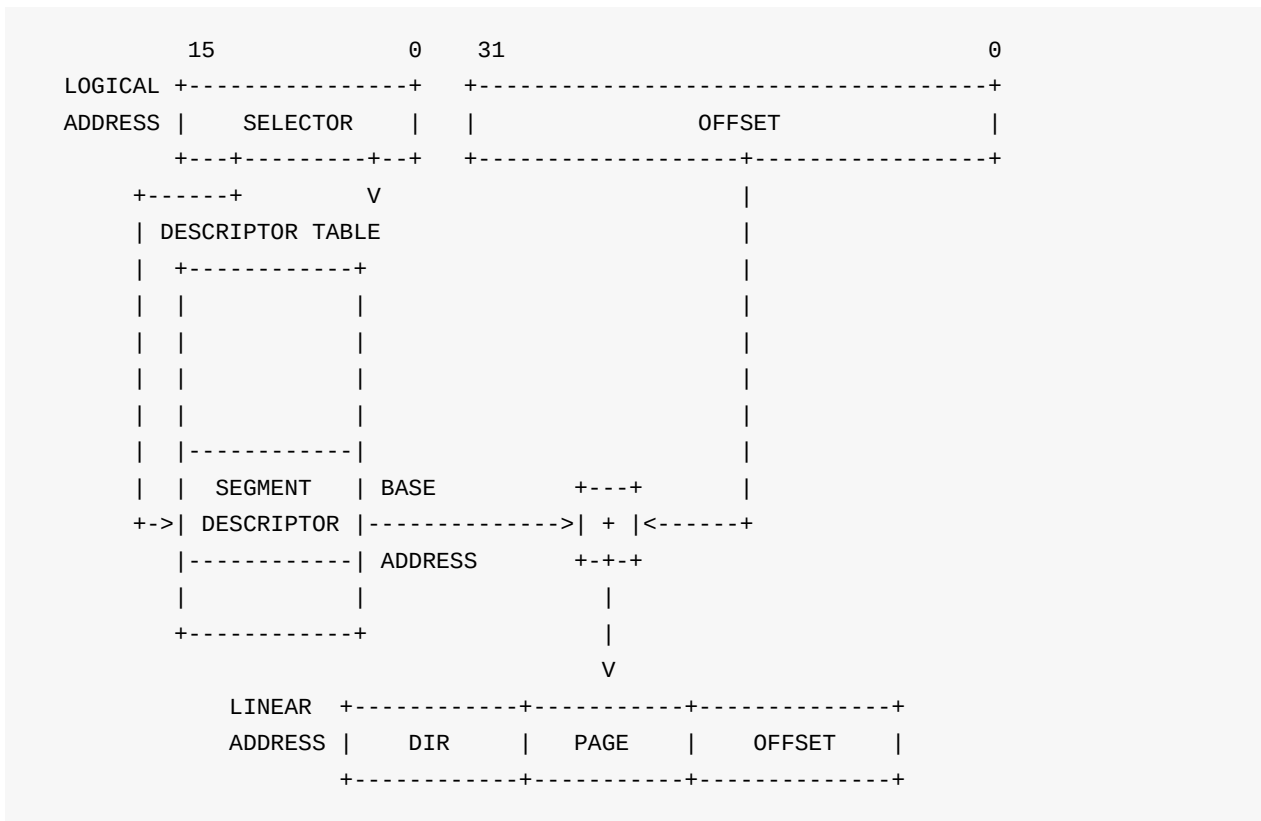 15 0 31 0
LOGICAL +----------------+ +-------------------------------------+
ADDRESS | SELECTOR | | OFFSET |
+---+---------+--+ +-------------------+-----------------+
+------+ V |
| DESCRIPTOR TABLE |
| +------------+ |
| | | |
| | | |
| | | |
| | | |
| |------------| |
| | SEGMENT | BASE +---+ |
+->| DESCRIPTOR |-------------->| + |<------+
|------------| ADDRESS +-+-+
| | |
+------------+ |
V
LINEAR +------------+-----------+--------------+
ADDRESS | DIR | PAGE | OFFSET |
+------------+-----------+--------------+